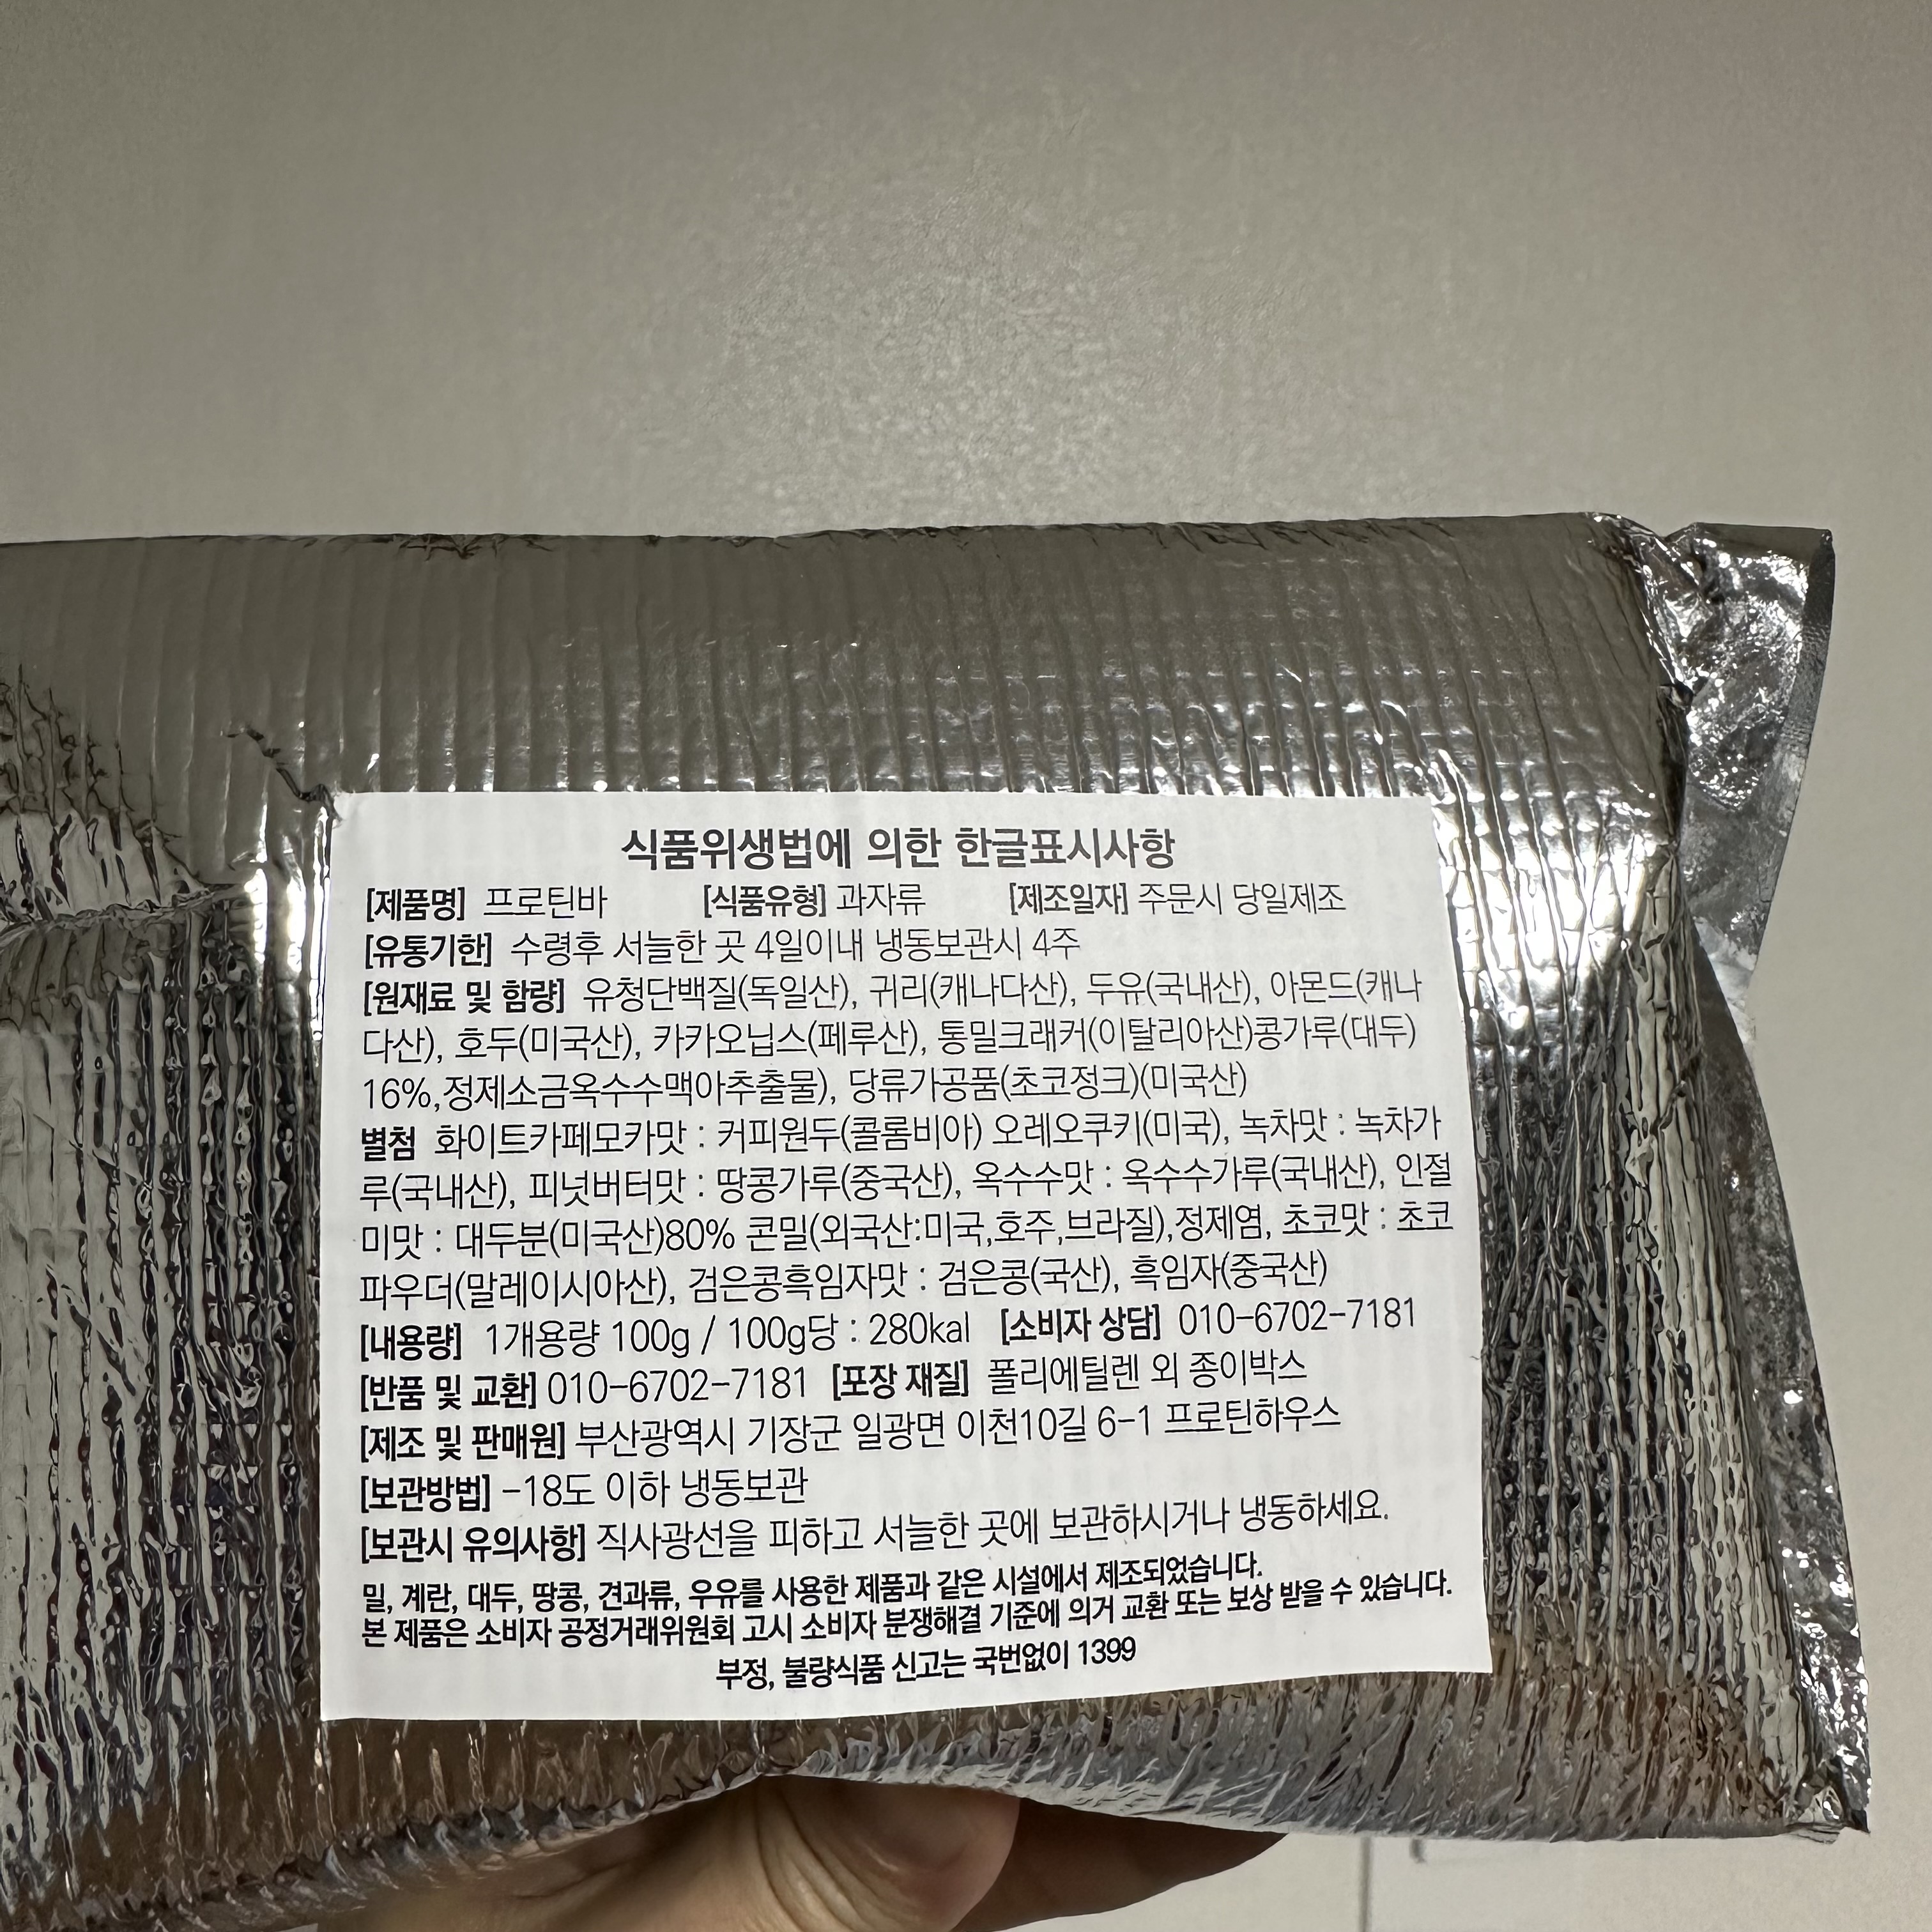 식품위생법에 의한 한글표시사항
[제품명] 프로틴바 [식품유형] 과자류 [제조일자] 주문시 당일제조
[유통기한] 수령후 서늘한 곳 4일이내 냉동보관시 4주
[원재료 및 함량] 유청단백질(독일산), 귀리(캐나다산), 두유(국내산), 아몬드(캐나
다산), 호두(미국산), 카카오닙스(페루산), 통밀크래커(이탈리아산)콩가루(대두)
16%,정제소금옥수수맥아추출물), 당류가공품(초코정크)(미국산)
별첨 화이트카페모카맛 : 커피원두(콜롬비아) 오레오쿠키(미국), 녹차맛 : 녹차가
루(국내산), 피넛버터맛 : 땅콩가루(중국산), 옥수수맛 : 옥수수가루(국내산), 인절
미맛 : 대두분(미국산)80% 콘밀(외국산:미국,호주,브라질),정제염, 초코맛 : 초코
파우더(말레이시아산), 검은콩흑임자맛 : 검은콩(국산), 흑임자(중국산)
[내용량] 1개용량 100g / 100g당 : 280kal [소비자 상담] 010-6702-7181
[반품 및 교환] 010-6702-7181 [포장 재질] 폴리에틸렌 외 종이박스
[제조 및 판매원] 부산광역시 기장군 일광면 이천10길 6-1 프로틴하우스
[보관방법] -18도 이하 냉동보관
[보관시 유의사항] 직사광선을 피하고 서늘한 곳에 보관하시거나 냉동하세요.
밀, 계란, 대두, 땅콩, 견과류, 우유를 사용한 제품과 같은 시설에서 제조되었습니다.
본 제품은 소비자 공정거래위원회 고시 소비자 분쟁해결 기준에 의거 교환 또는 보상 받을 수 있습니다.
부정, 불량식품 신고는 국번없이 1399